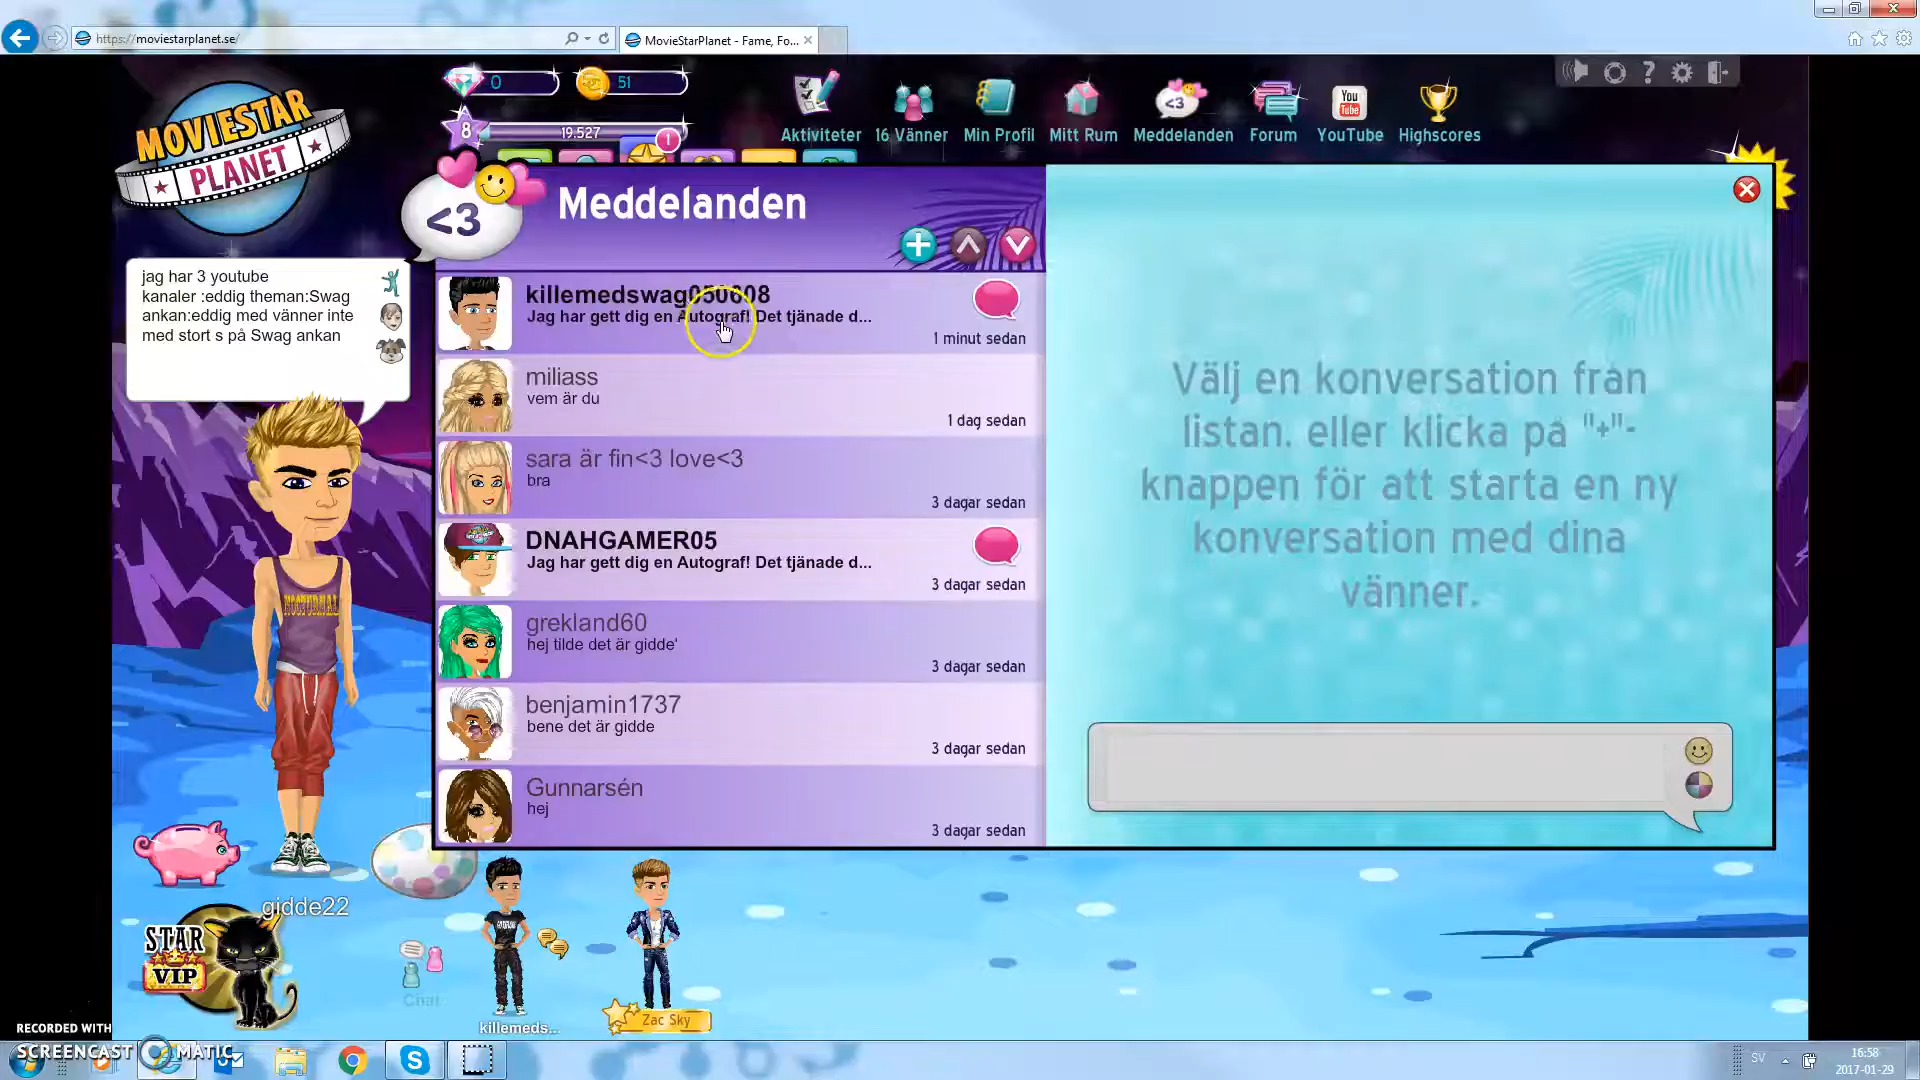 https://moviestarplanet.se/
MovieStarPlanet - Fame, Fo...
MOVIESTAR
PLANET
0
51
8
19.527
1
Aktiviteter
16 Vänner
Min Profil
Mitt Rum
<3
Meddelanden
Forum
You
Tube
YouTube
Highscores
<3
Meddelanden
jag har 3 youtube
kanaler :eddig theman:Swag
ankan:eddig med vänner inte
med stort s på Swag ankan
killemedswag050608
Jag har gett dig en Autograf! Det tjänade d...
1 minut sedan
miliass
vem är du
1 dag sedan
sara är fin<3 love<3
bra
3 dagar sedan
DNAHGAMER05
Jag har gett dig en Autograf! Det tjänade d...
3 dagar sedan
grekland60
hej tilde det är gidde'
3 dagar sedan
benjamin1737
bene det är gidde
3 dagar sedan
Gunnarsén
hej
3 dagar sedan
Välj en konversation från
listan. eller klicka på "+"-
knappen för att starta en ny
konversation med dina
vänner.
NOCTURNAL
gidde22
STAR
VIP
Chat
killemeds...
Zac Sky
RECORDED WITH
SCREENCAST MATIC
SV
16:58
2017-01-29